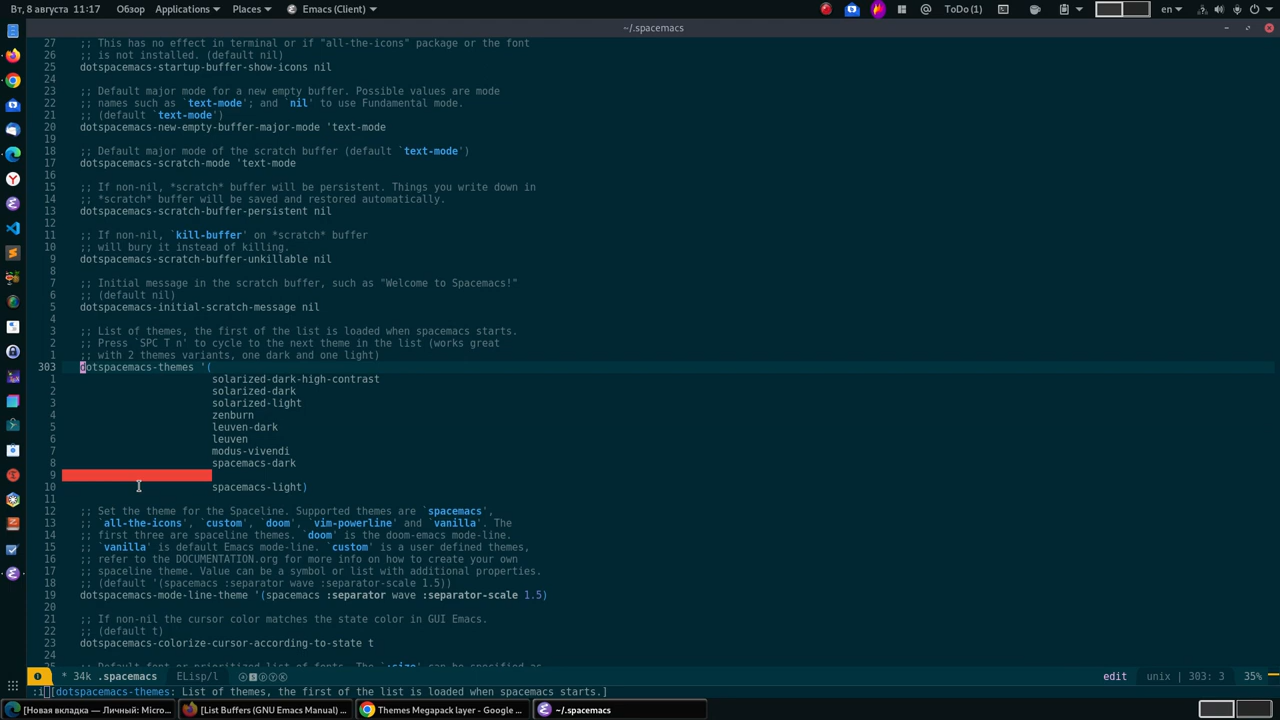 Вт, 8 августа 11:17 Обзор Applications Places Emacs (Client) ToDo (1) en
~/.spacemacs
27 ;; This has no effect in terminal or if "all-the-icons" package or the font
26 ;; is not installed. (default nil)
25 dotspacemacs-startup-buffer-show-icons nil
24
23 ;; Default major mode for a new empty buffer. Possible values are mode
22 ;; names such as `text-mode'; and `nil' to use Fundamental mode.
21 ;; (default `text-mode')
20 dotspacemacs-new-empty-buffer-major-mode 'text-mode
19
18 ;; Default major mode of the scratch buffer (default `text-mode')
17 dotspacemacs-scratch-mode 'text-mode
16
15 ;; If non-nil, *scratch* buffer will be persistent. Things you write down in
14 ;; *scratch* buffer will be saved and restored automatically.
13 dotspacemacs-scratch-buffer-persistent nil
12
11 ;; If non-nil, `kill-buffer' on *scratch* buffer
10 ;; will bury it instead of killing.
9 dotspacemacs-scratch-buffer-unkillable nil
8
7 ;; Initial message in the scratch buffer, such as "Welcome to Spacemacs!"
6 ;; (default nil)
5 dotspacemacs-initial-scratch-message nil
4
3 ;; List of themes, the first of the list is loaded when spacemacs starts.
2 ;; Press `SPC T n' to cycle to the next theme in the list (works great
1 ;; with 2 themes variants, one dark and one light)
303 dotspacemacs-themes '(
1 solarized-dark-high-contrast
2 solarized-dark
3 solarized-light
4 zenburn
5 leuven-dark
6 leuven
7 modus-vivendi
8 spacemacs-dark
9
10 spacemacs-light)
11
12 ;; Set the theme for the Spaceline. Supported themes are `spacemacs',
13 ;; `all-the-icons', `custom', `doom', `vim-powerline' and `vanilla'. The
14 ;; first three are spaceline themes. `doom' is the doom-emacs mode-line.
15 ;; `vanilla' is default Emacs mode-line. `custom' is a user defined themes,
16 ;; refer to the DOCUMENTATION.org for more info on how to create your own
17 ;; spaceline theme. Value can be a symbol or list with additional properties.
18 ;; (default '(spacemacs :separator wave :separator-scale 1.5))
19 dotspacemacs-mode-line-theme '(spacemacs :separator wave :separator-scale 1.5)
20
21 ;; If non-nil the cursor color matches the state color in GUI Emacs.
22 ;; (default t)
23 dotspacemacs-colorize-cursor-according-to-state t
24
25 ;; Default font or prioritized list of fonts. The `:size' can be specified as
* 34k .spacemacs ELisp/l edit unix | 303: 3 35%
:i [dotspacemacs-themes: List of themes, the first of the list is loaded when spacemacs starts.]
[Новая вкладка — Личный: Micro... [List Buffers (GNU Emacs Manual) ... Themes Megapack layer - Google ... ~/.spacemacs